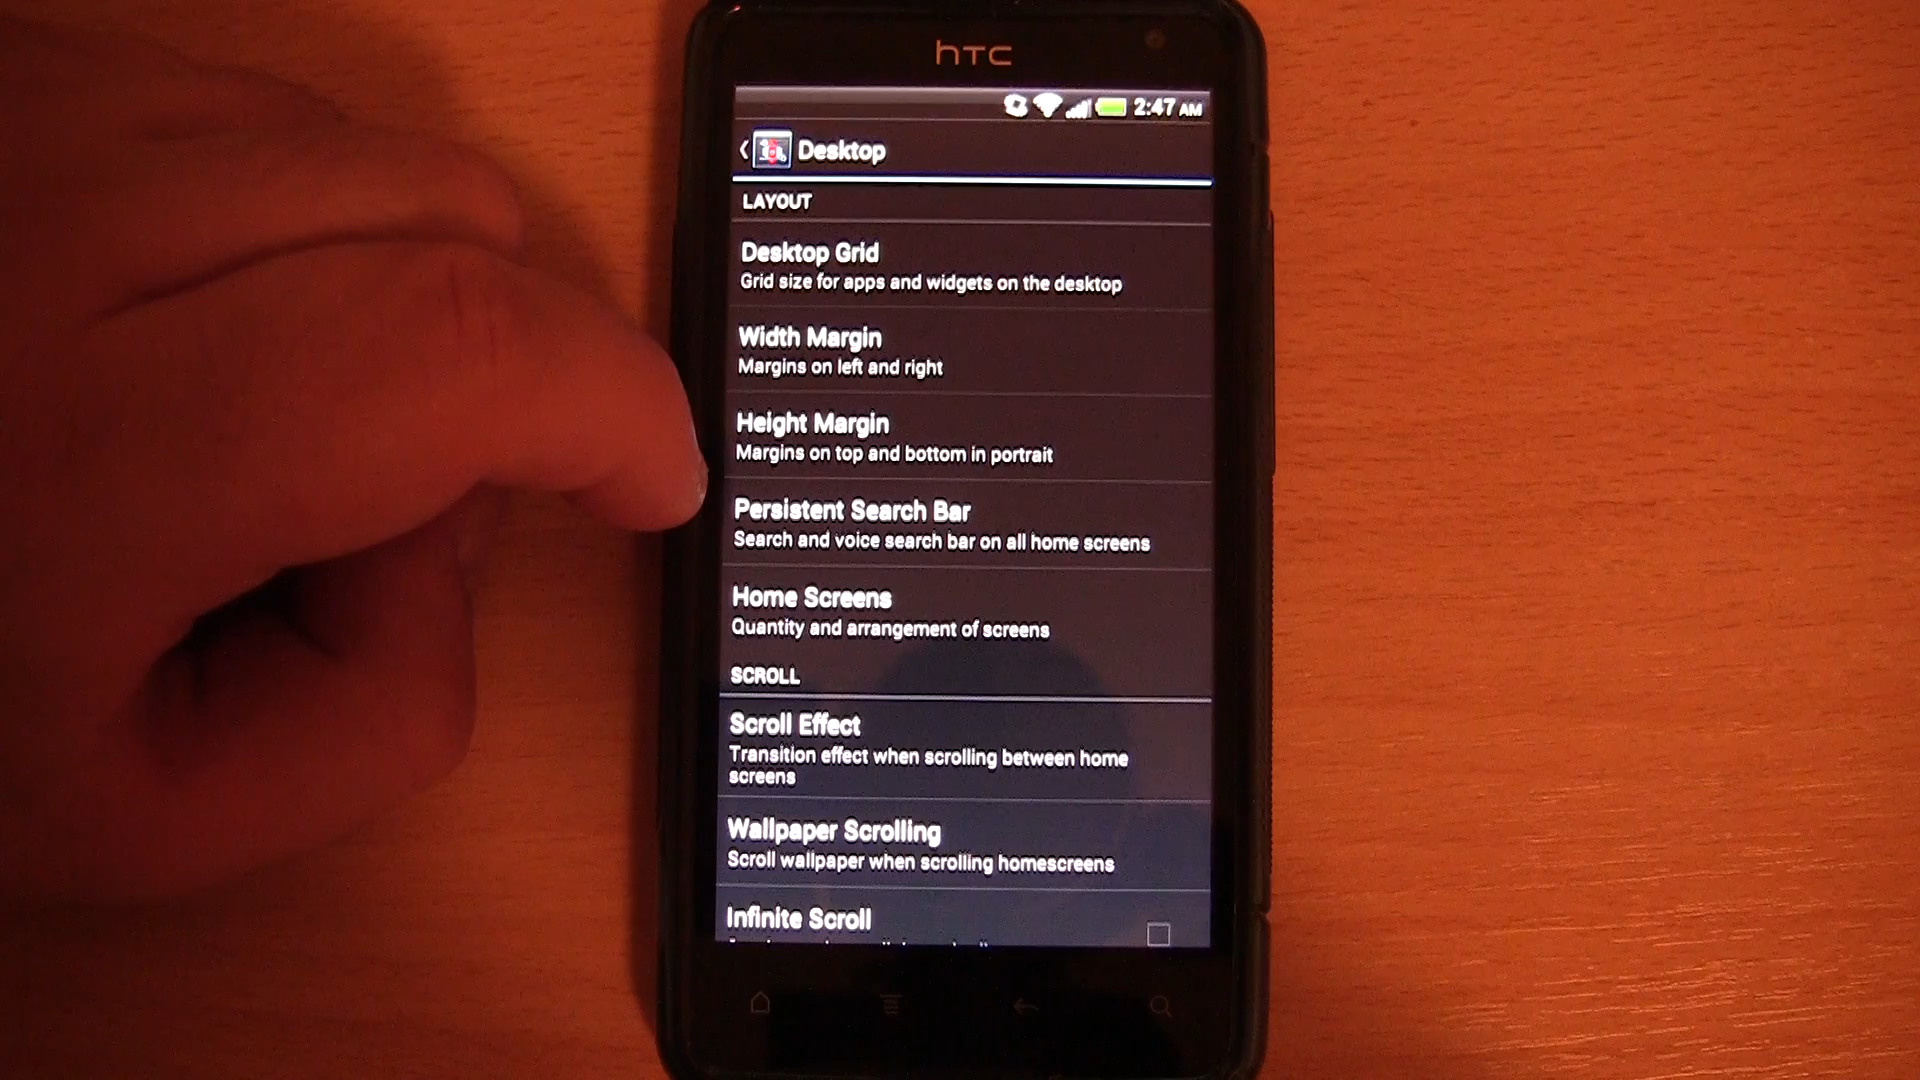 hTC
2:47 AM
Desktop
LAYOUT
Desktop Grid
Grid size for apps and widgets on the desktop
Width Margin
Margins on left and right
Height Margin
Margins on top and bottom in portrait
Persistent Search Bar
Search and voice search bar on all home screens
Home Screens
Quantity and arrangement of screens
SCROLL
Scroll Effect
Transition effect when scrolling between home
screens
Wallpaper Scrolling
Scroll wallpaper when scrolling homescreens
Infinite Scroll